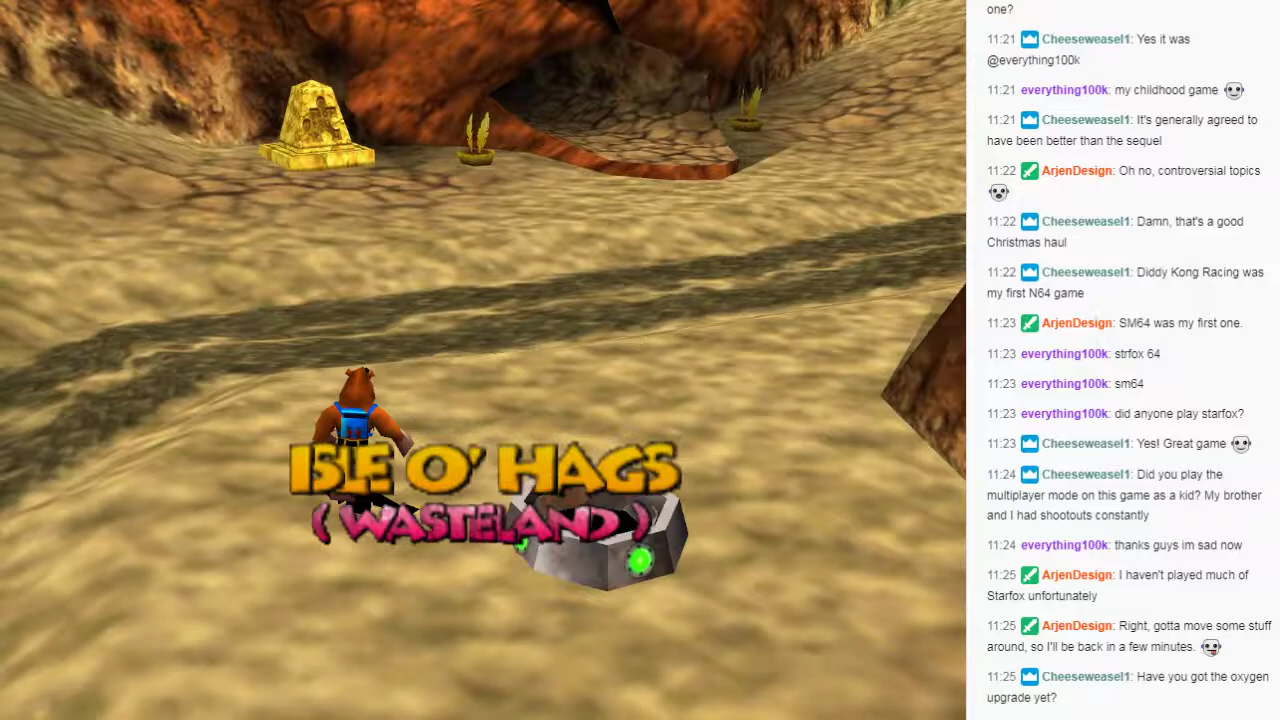 ISLE O' HAGS
( WASTELAND )
one?
11:21 Cheeseweasel1: Yes it was
@everything100k
11:21 everything100k: my childhood game
11:21 Cheeseweasel1: It's generally agreed to
have been better than the sequel
11:22 ArjenDesign: Oh no, controversial topics
11:22 Cheeseweasel1: Damn, that's a good
Christmas haul
11:22 Cheeseweasel1: Diddy Kong Racing was
my first N64 game
11:23 ArjenDesign: SM64 was my first one.
11:23 everything100k: strfox 64
11:23 everything100k: sm64
11:23 everything100k: did anyone play starfox?
11:23 Cheeseweasel1: Yes! Great game
11:24 Cheeseweasel1: Did you play the
multiplayer mode on this game as a kid? My brother
and I had shootouts constantly
11:24 everything100k: thanks guys im sad now
11:25 ArjenDesign: I haven't played much of
Starfox unfortunately
11:25 ArjenDesign: Right, gotta move some stuff
around, so I'll be back in a few minutes.
11:25 Cheeseweasel1: Have you got the oxygen
upgrade yet?